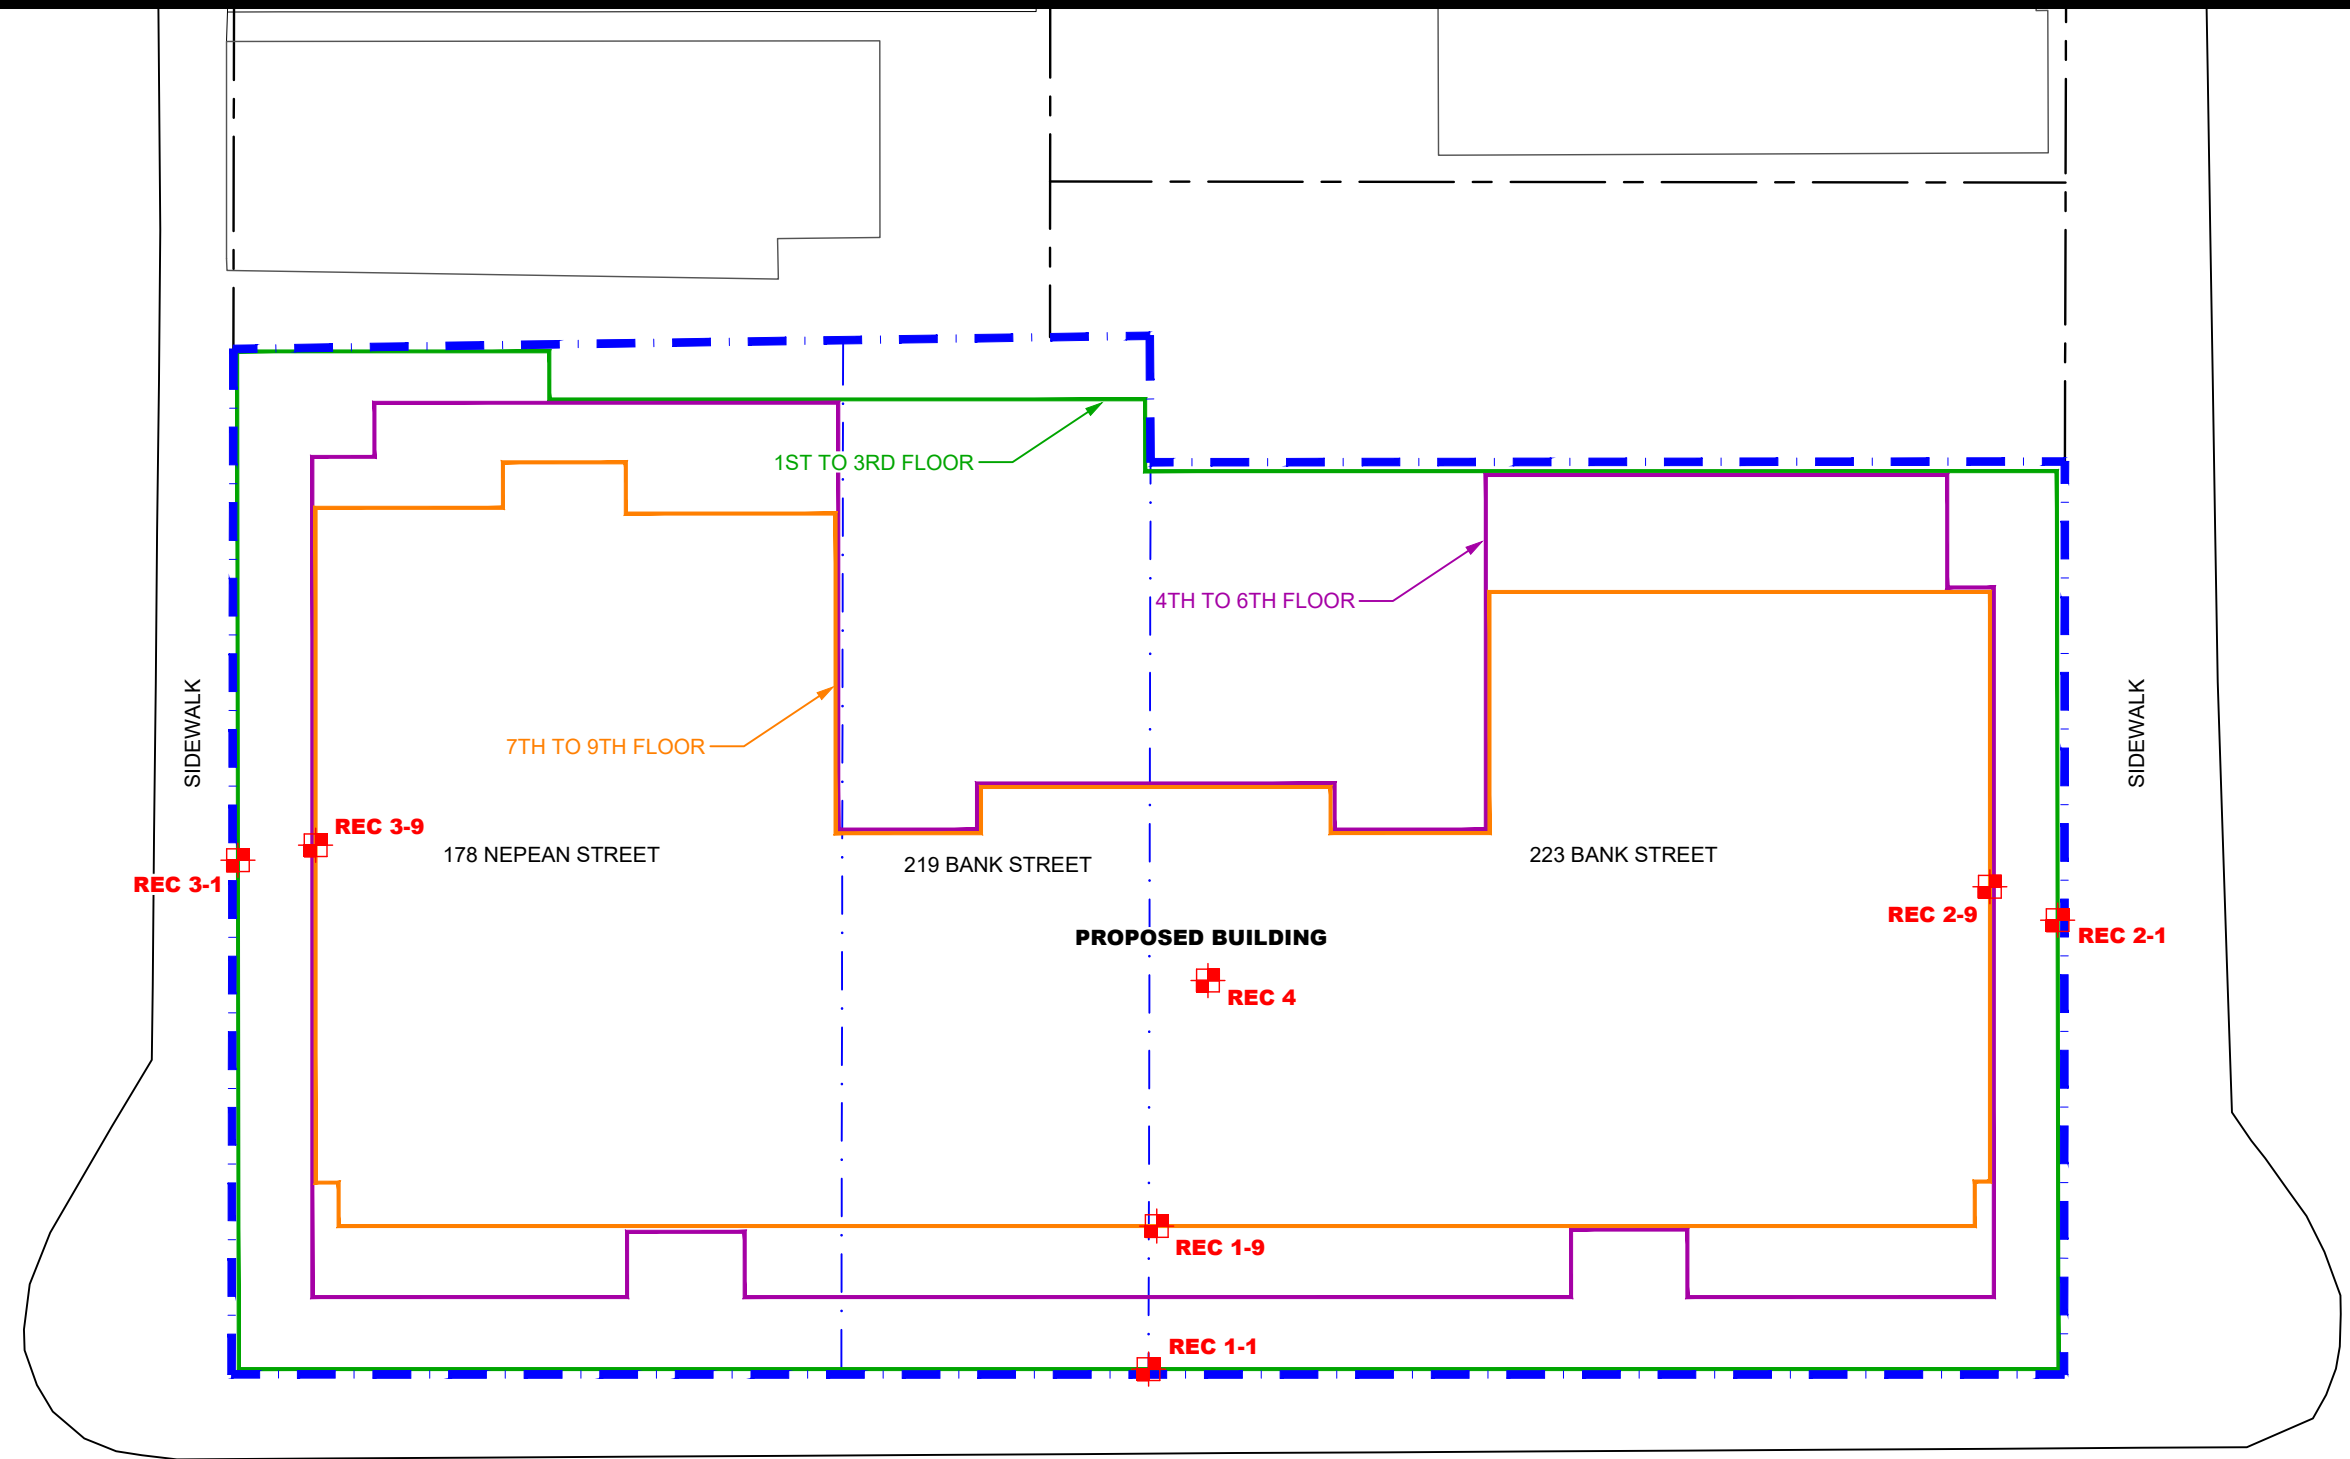 1ST TO 3RD FLOOR
4TH TO 6TH FLOOR
7TH TO 9TH FLOOR
SIDEWALK
SIDEWALK
REC 3-9
178 NEPEAN STREET
219 BANK STREET
223 BANK STREET
REC 3-1
REC 2-9
REC 2-1
PROPOSED BUILDING
REC 4
REC 1-9
REC 1-1